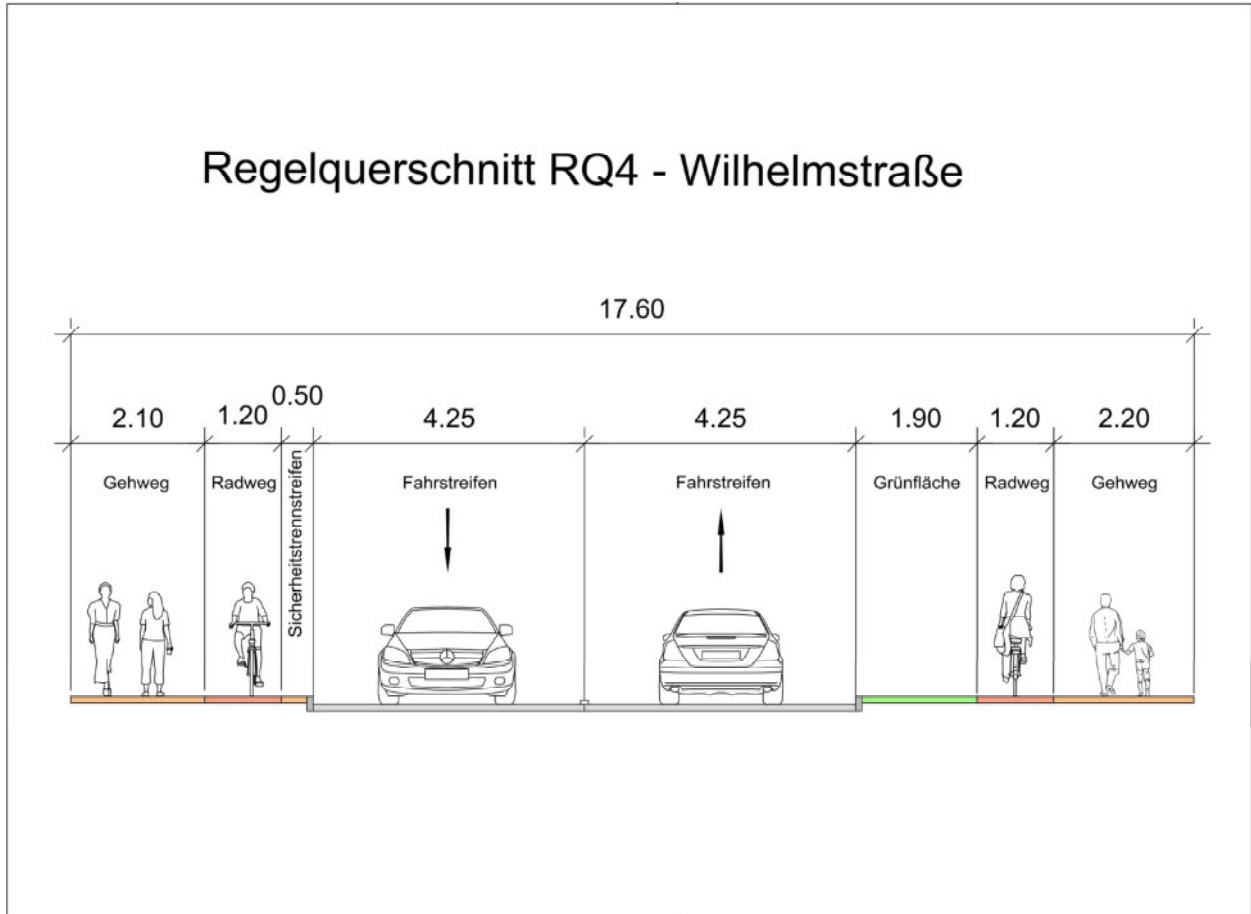 Regelquerschnitt RQ4 - Wilhelmstraße
17.60
2.10
1.20
0.50
4.25
4.25
1.90
1.20
2.20
Gehweg
Radweg
Sicherheitstrennstreifen
Fahrstreifen
Fahrstreifen
Grünfläche
Radweg
Gehweg